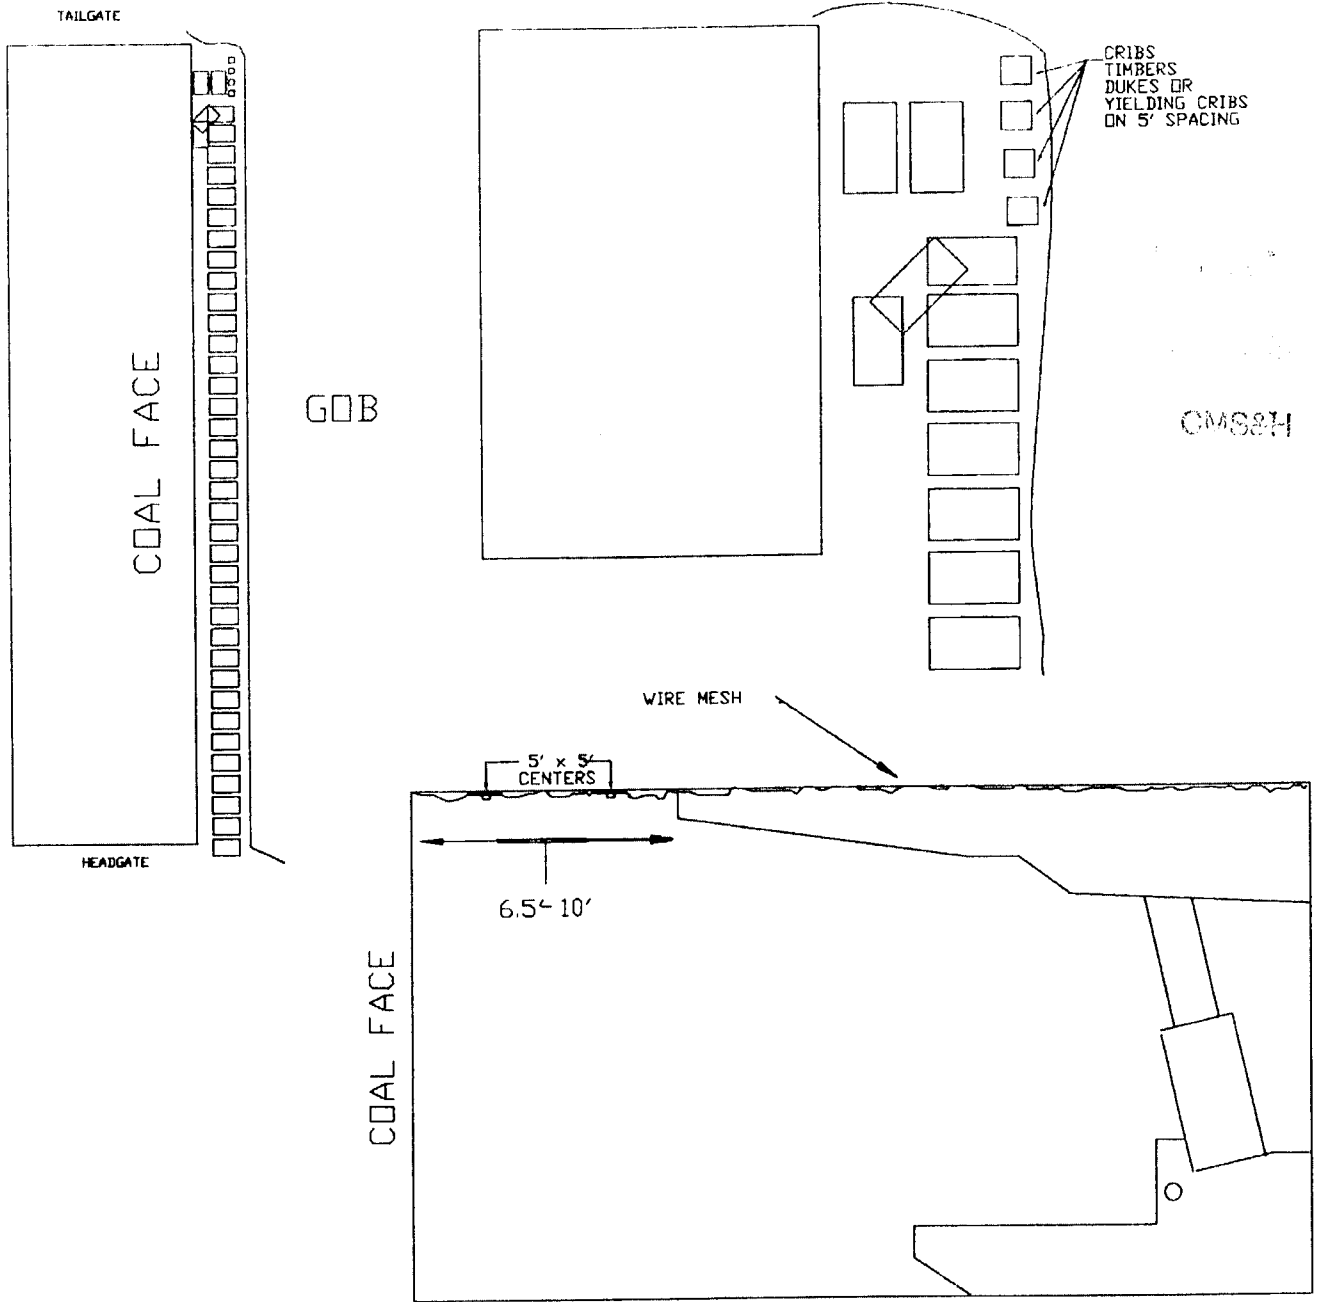 TAILGATE
CRIBS
TIMBERS
DUKES OR
YIELDING CRIBS
ON 5' SPACING
COAL FACE
GOB
CMS&H
WIRE MESH
5' x 5'
CENTERS
HEADGATE
6.5'- 10'
COAL FACE